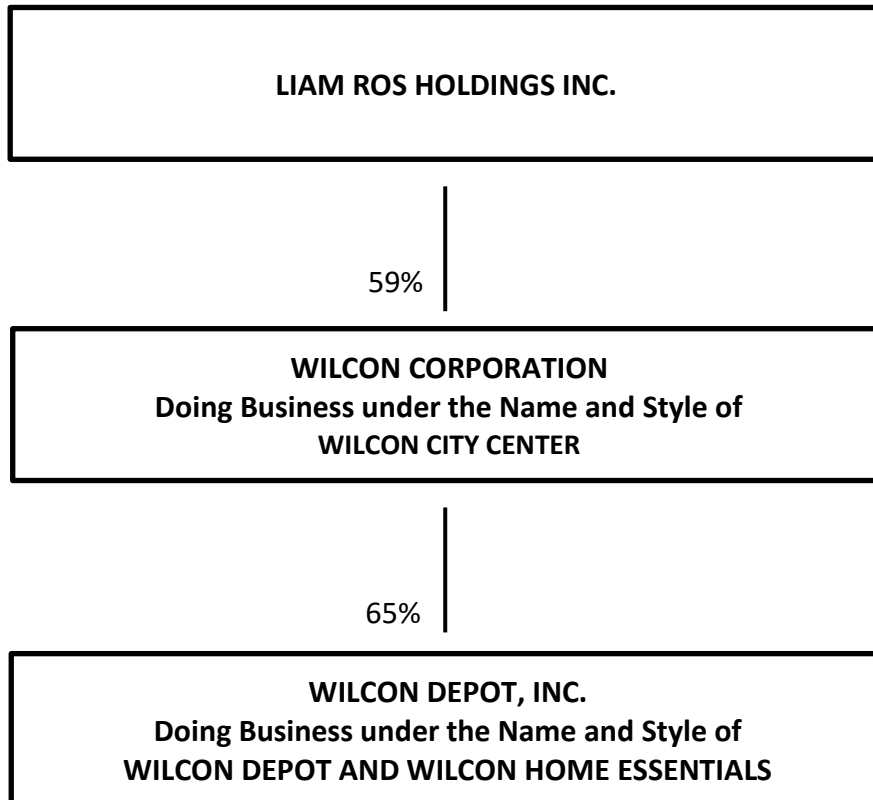 LIAM ROS HOLDINGS INC.
59%
WILCON CORPORATION
Doing Business under the Name and Style of
WILCON CITY CENTER
65%
WILCON DEPOT, INC.
Doing Business under the Name and Style of
WILCON DEPOT AND WILCON HOME ESSENTIALS